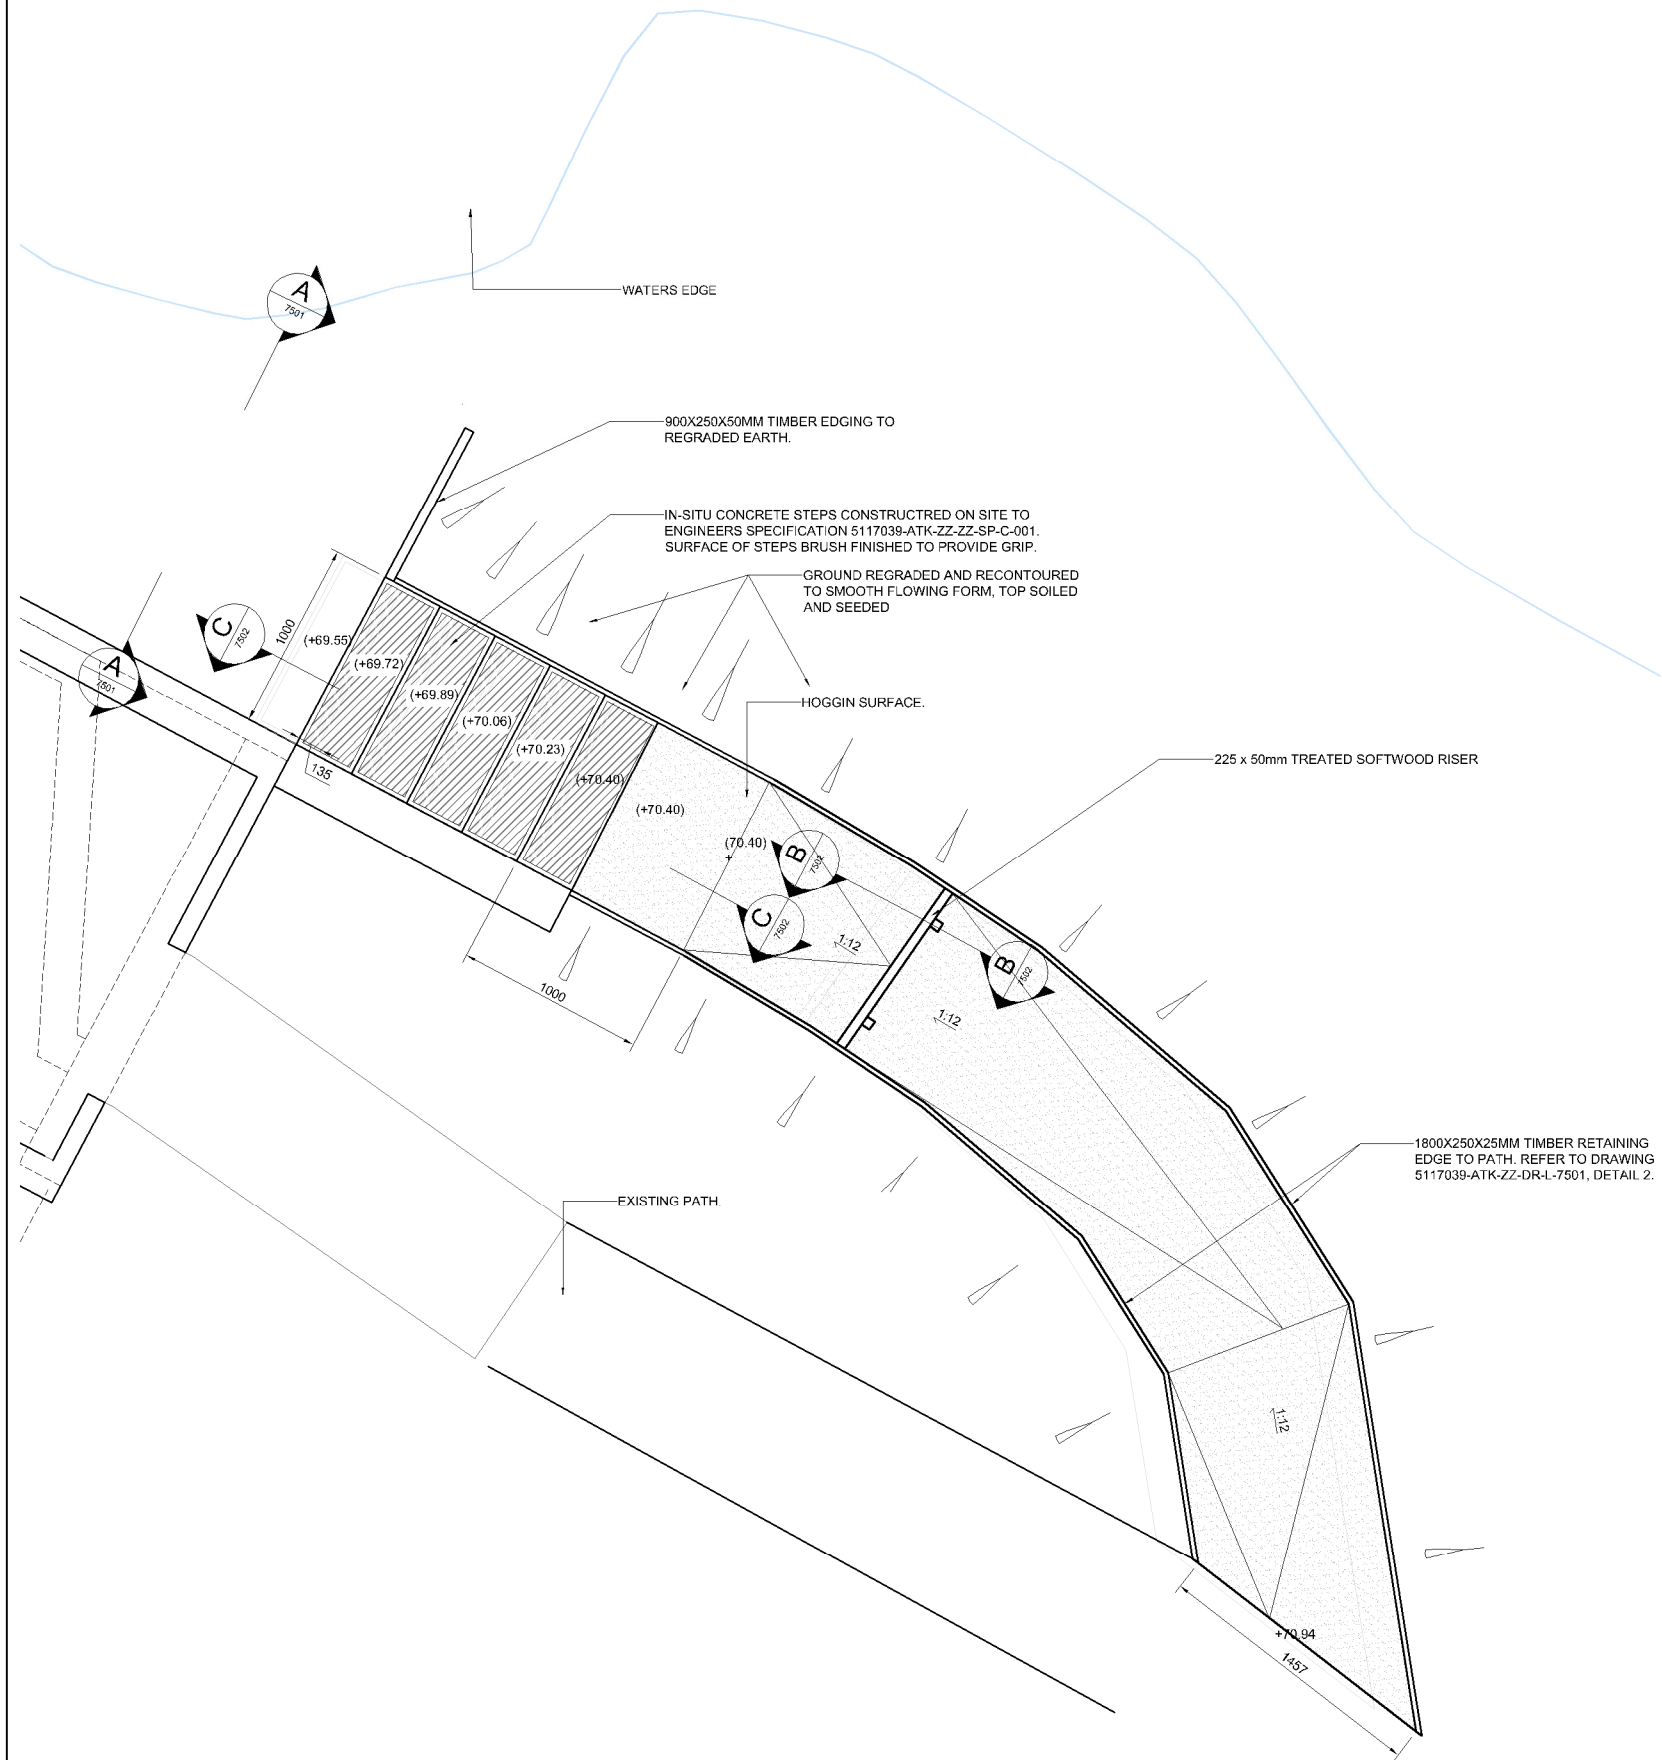 A
7501
WATERS EDGE
900X250X50MM TIMBER EDGING TO
REGRADED EARTH.
IN-SITU CONCRETE STEPS CONSTRUCTRED ON SITE TO
ENGINEERS SPECIFICATION 5117039-ATK-ZZ-ZZ-SP-C-001.
SURFACE OF STEPS BRUSH FINISHED TO PROVIDE GRIP.
GROUND REGRADED AND RECONTOURED
TO SMOOTH FLOWING FORM, TOP SOILED
AND SEEDED
C
7502
1000
(+69.55)
A
7501
(+69.72)
(+69.89)
(+70.06)
(+70.23)
(+70.40)
135
HOGGIN SURFACE.
225 x 50mm TREATED SOFTWOOD RISER
(+70.40)
(70.40)
+
B
7502
C
7502
1:12
B
7502
1000
1:12
1800X250X25MM TIMBER RETAINING
EDGE TO PATH. REFER TO DRAWING
5117039-ATK-ZZ-DR-L-7501, DETAIL 2.
EXISTING PATH.
1:12
+70.94
1457